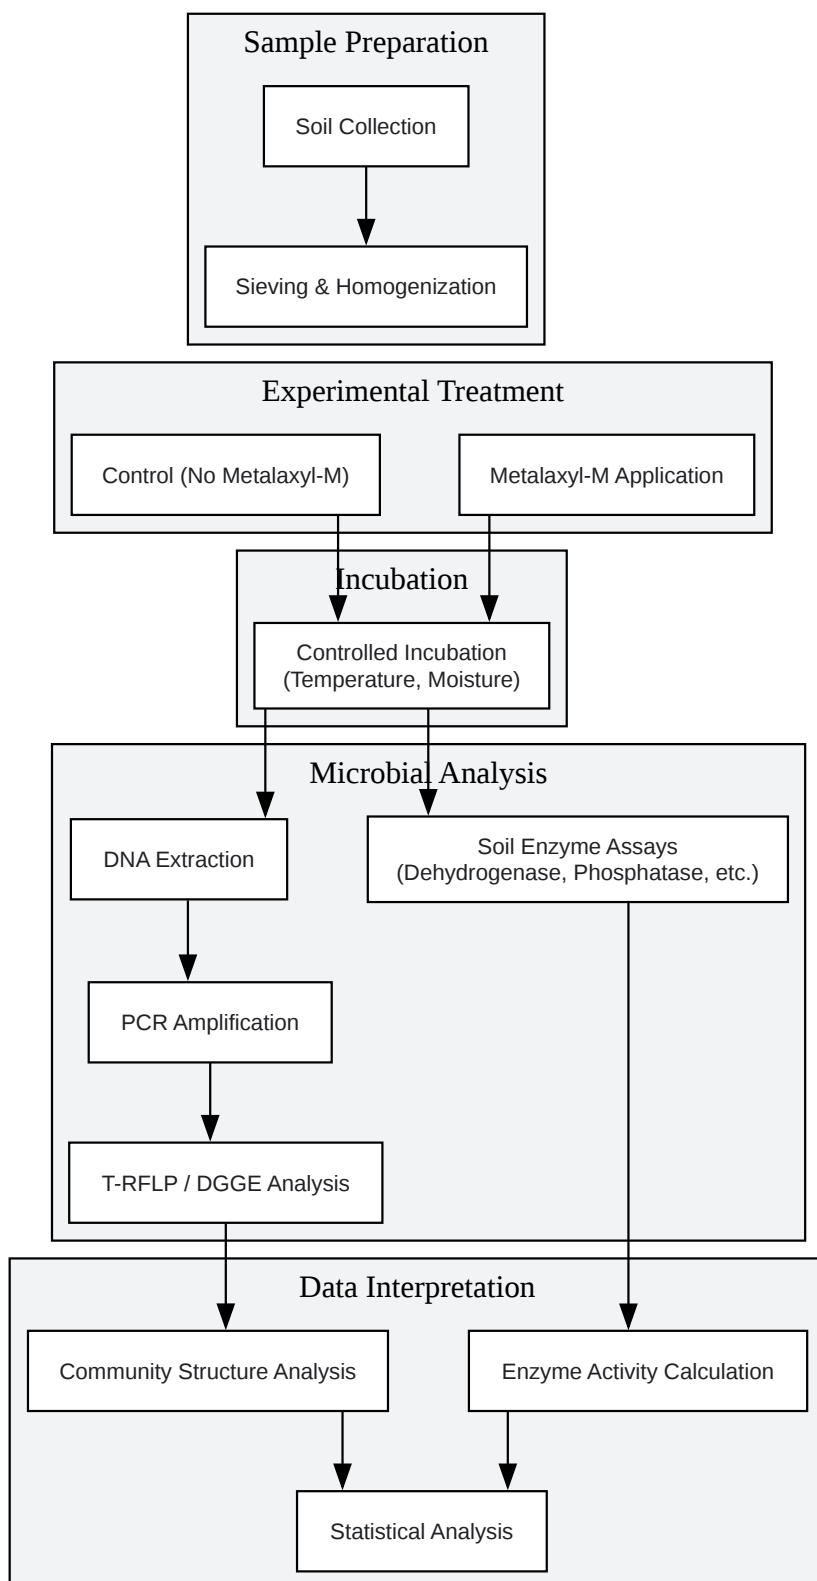 Sample Preparation
Soil Collection
Sieving & Homogenization
Experimental Treatment
Control (No Metalaxyl-M)
Metalaxyl-M Application
Incubation
Controlled Incubation
(Temperature, Moisture)
Microbial Analysis
DNA Extraction
Soil Enzyme Assays
(Dehydrogenase, Phosphatase, etc.)
PCR Amplification
T-RFLP / DGGE Analysis
Data Interpretation
Community Structure Analysis
Enzyme Activity Calculation
Statistical Analysis